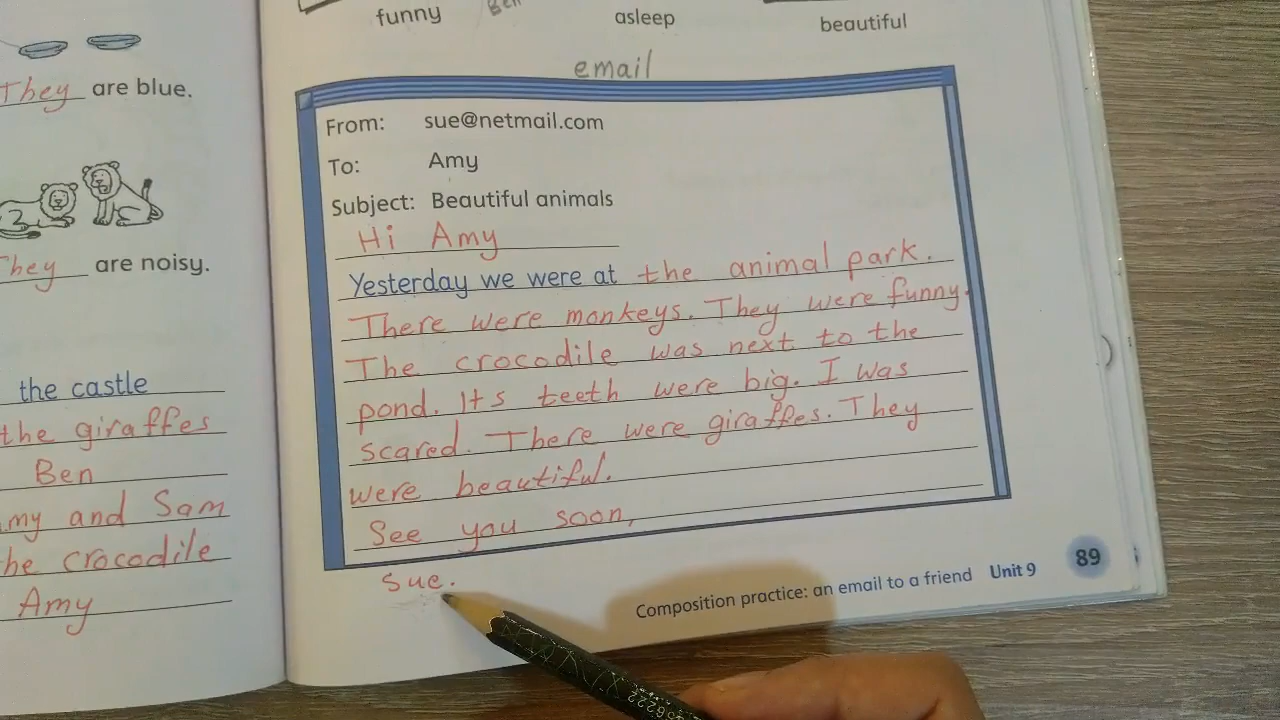 They are blue.
They are noisy.
the castle
the giraffes
Ben
my and Sam
he crocodile
Amy
funny
Ben
asleep
beautiful
email
From: sue@netmail.com
To: Amy
Subject: Beautiful animals
Hi Amy
Yesterday we were at the animal park.
There were monkeys. They were funny.
The crocodile was next to the
pond. Its teeth were big. I was
scared. There were giraffes. They
were beautiful.
See you soon,
Sue.
Composition practice: an email to a friend Unit 9
89